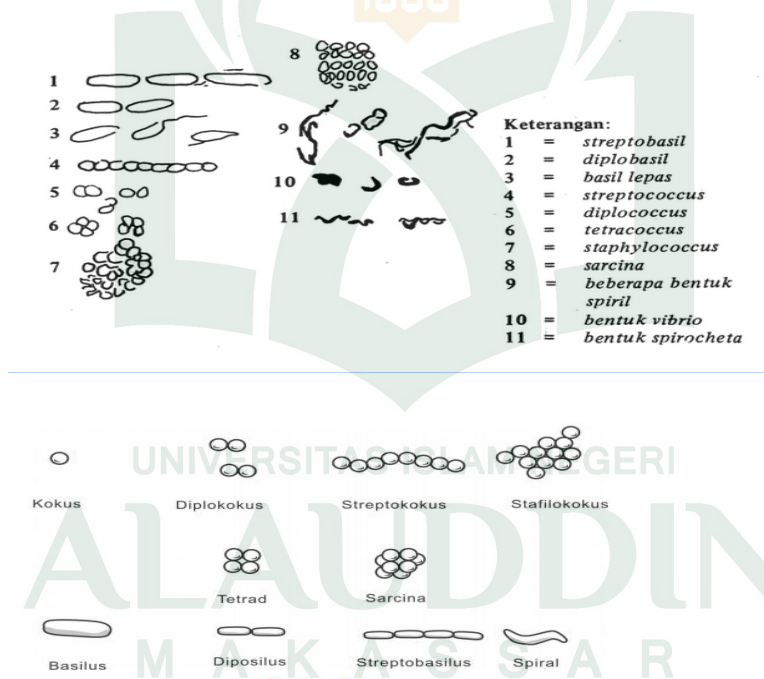 1
2
3
4
5
6
7
8
9
10
11
Keterangan:
1 = streptobasil
2 = diplobasil
3 = basil lepas
4 = streptococcus
5 = diplococcus
6 = tetracoccus
7 = staphylococcus
8 = sarcina
9 = beberapa bentuk
spiril
10 = bentuk vibrio
11 = bentuk spirocheta
UNIVERSITAS ISLAM NEGERI
Kokus
Diplokokus
Streptokokus
Stafilokokus
ALAUDDIN
Tetrad
Sarcina
Basilus
Diposilus
Streptobasilus
Spiral
MAKASSAR